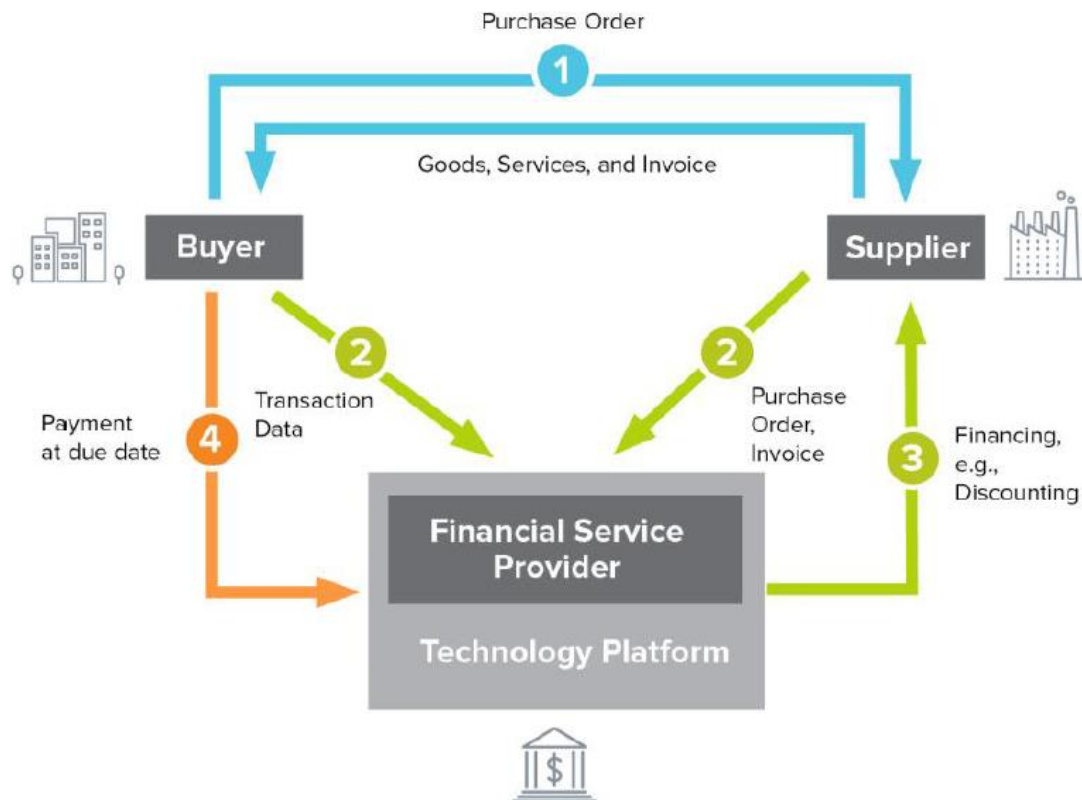 Purchase Order
1
Goods, Services, and Invoice
Buyer
Supplier
2
2
Payment
at due date
4
Transaction
Data
Purchase
Order,
Invoice
3
Financing,
e.g.,
Discounting
Financial Service
Provider
Technology Platform
$